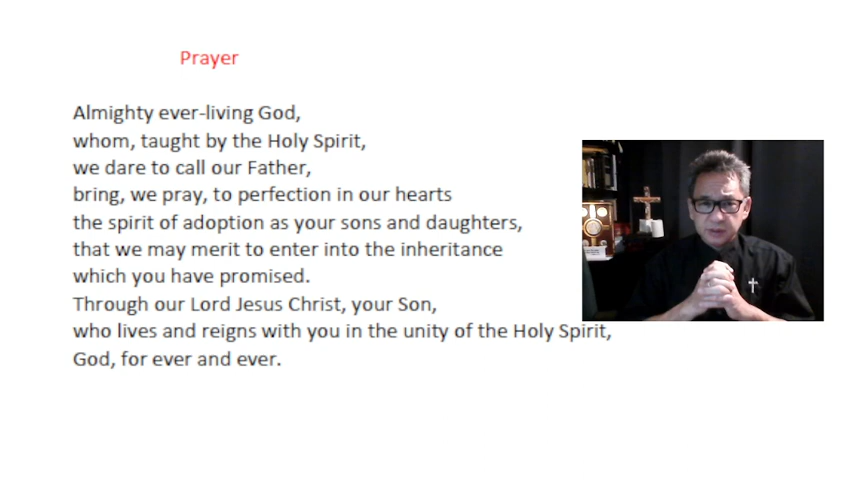 Prayer
Almighty ever-living God,
whom, taught by the Holy Spirit,
we dare to call our Father,
bring, we pray, to perfection in our hearts
the spirit of adoption as your sons and daughters,
that we may merit to enter into the inheritance
which you have promised.
Through our Lord Jesus Christ, your Son,
who lives and reigns with you in the unity of the Holy Spirit,
God, for ever and ever.